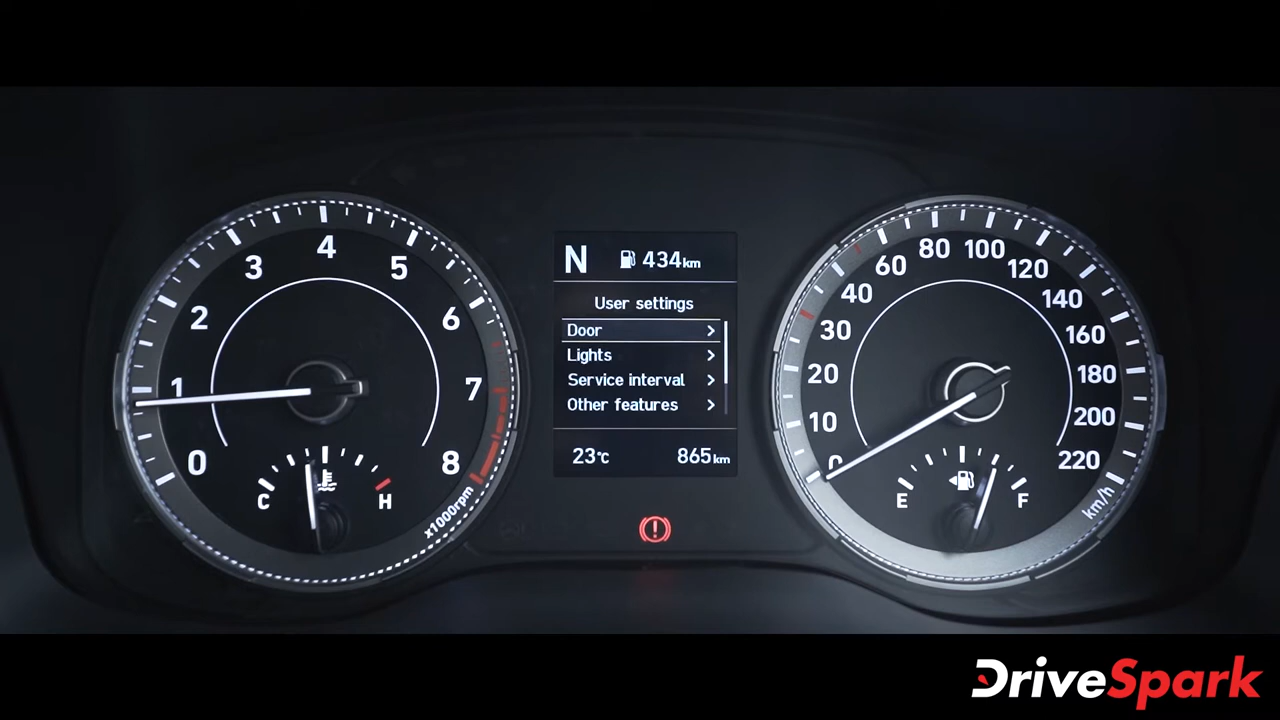 0
1
2
3
4
5
6
7
8
x1000rpm
C
H
N
434km
User settings
Door
Lights
Service interval
Other features
23℃
865km
0
10
20
30
40
60
80
100
120
140
160
180
200
220
km/h
E
F
DriveSpark